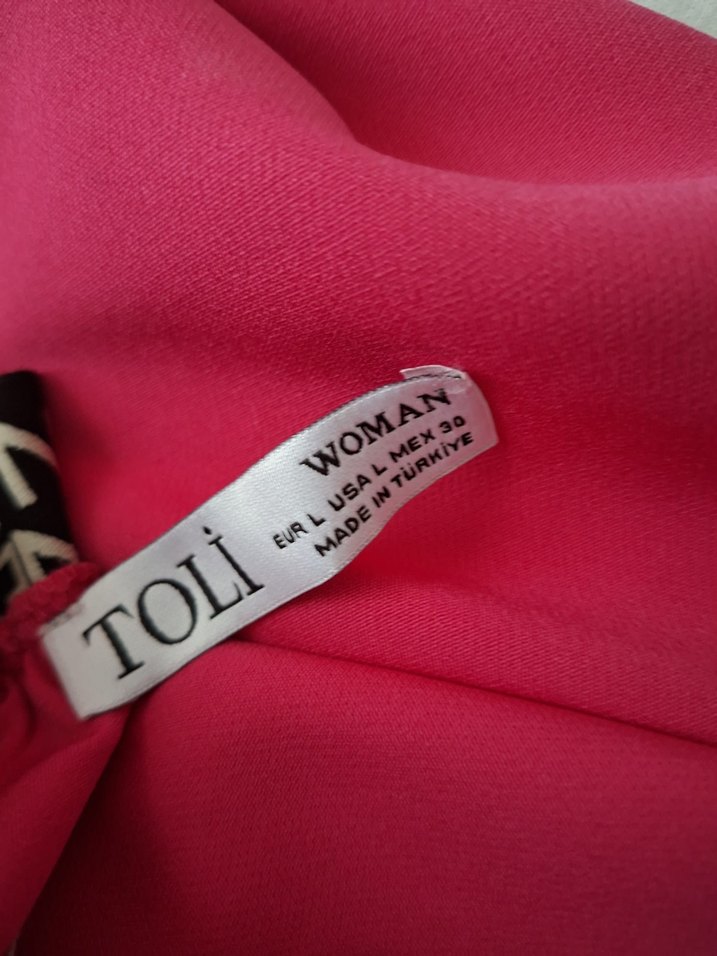 TOLİ
WOMAN
EUR L USA L MEX 30
MADE IN TÜRKİYE